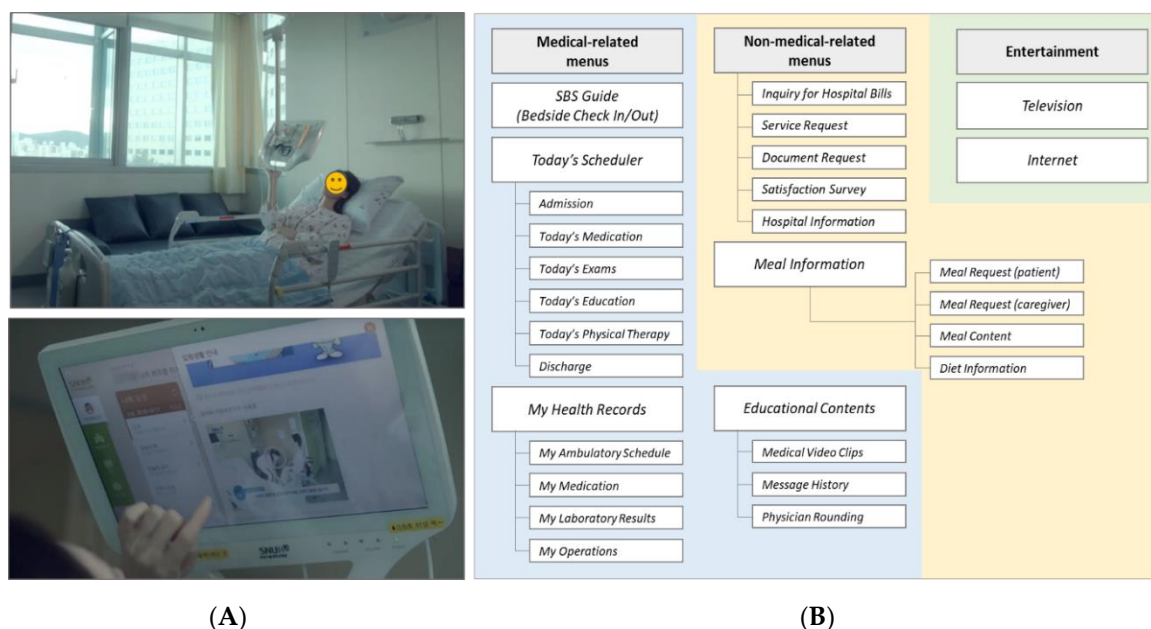 Medical-related
menus
SBS Guide
(Bedside Check In/Out)
Today's Scheduler
Admission
Today's Medication
Today's Exams
Today's Education
Today's Physical Therapy
Discharge
My Health Records
My Ambulatory Schedule
My Medication
My Laboratory Results
My Operations
Non-medical-related
menus
Inquiry for Hospital Bills
Service Request
Document Request
Satisfaction Survey
Hospital Information
Meal Information
Meal Request (patient)
Meal Request (caregiver)
Meal Content
Diet Information
Educational Contents
Medical Video Clips
Message History
Physician Rounding
Entertainment
Television
Internet
(A)
(B)